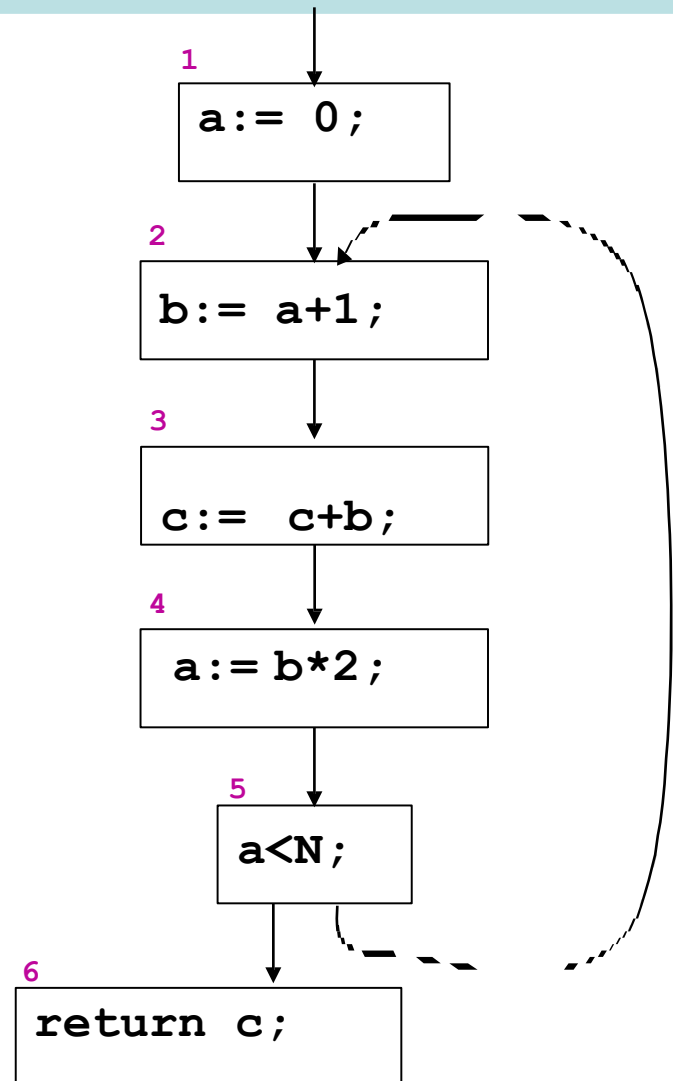 1
a:= 0;
2
b:= a+1;
3
c:= c+b;
4
a:= b*2;
5
a<N;
6
return c;